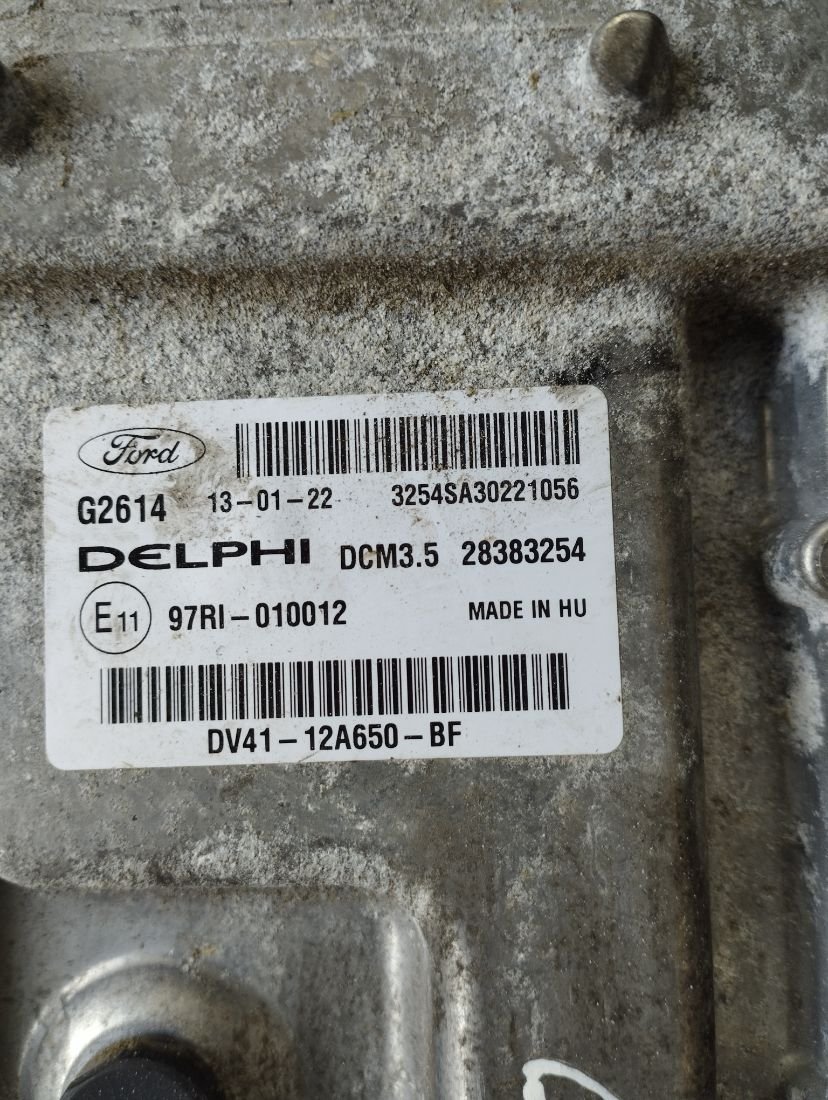 Ford
G2614 13-01-22 3254SA30221056
DELPHI DCM3.5 28383254
E11 97RI-010012 MADE IN HU
DV41-12A650-BF